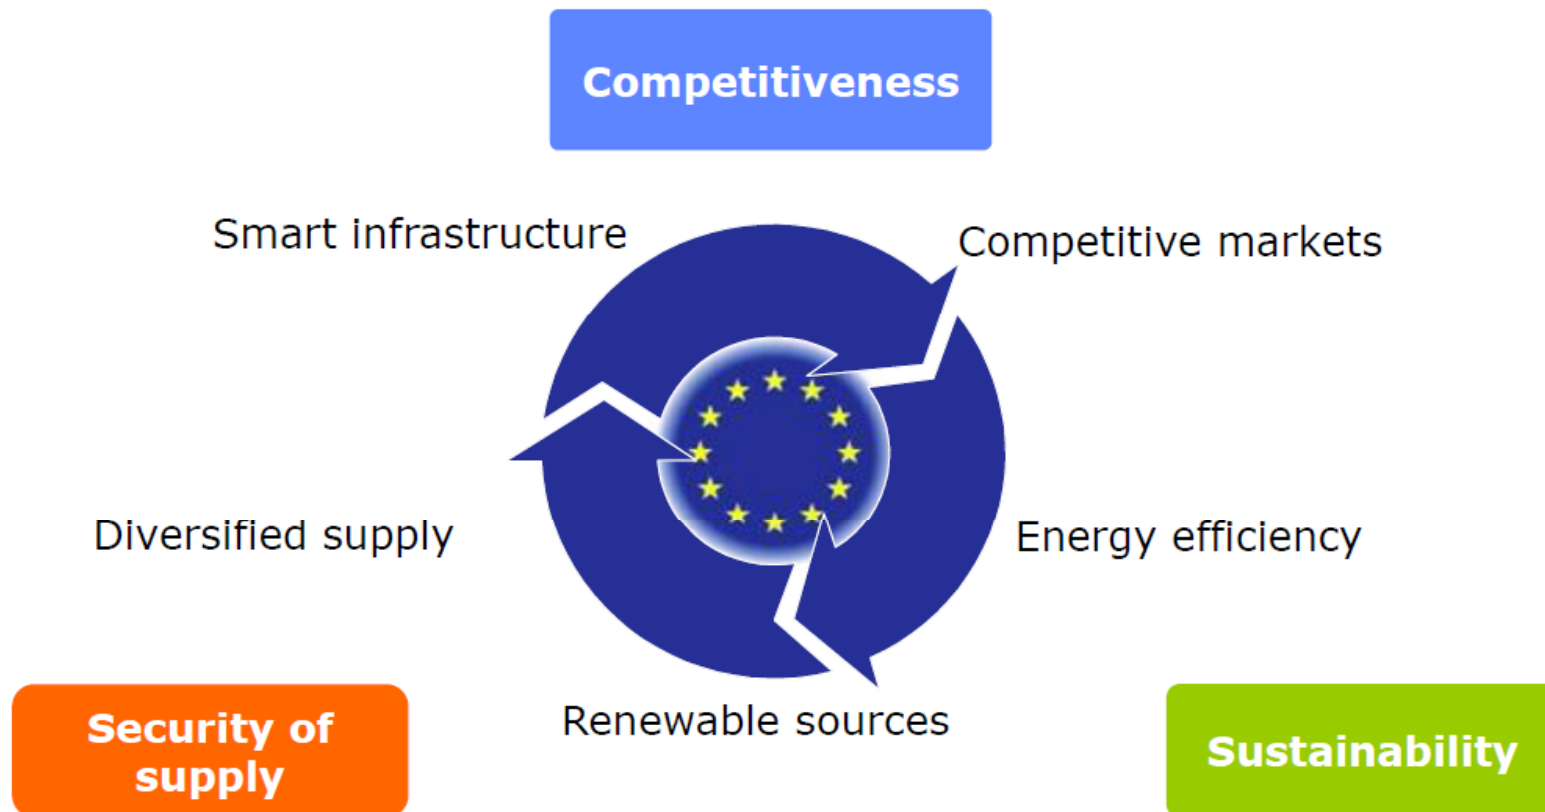 Competitiveness
Smart infrastructure
Competitive markets
Diversified supply
Energy efficiency
Renewable sources
Security of
supply
Sustainability